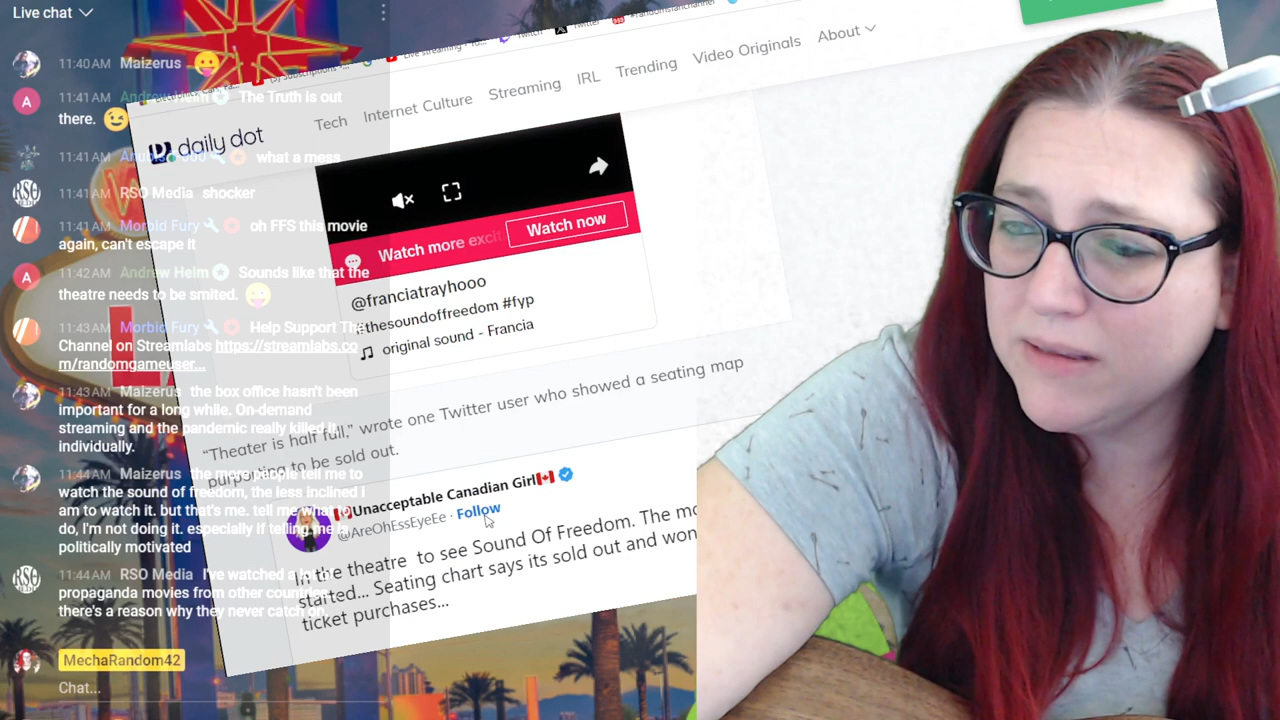 Live chat
11:40 AM Maizerus
11:41 AM Andrew Helm The Truth is out
there.
11:41 AM what a mess
11:41 AM RSO Media shocker
11:41 AM Morbid Fury oh FFS this movie
again, can't escape it
11:42 AM Andrew Helm Sounds like that the
theatre needs to be smited.
11:43 AM Morbid Fury Help Support The
Channel on Streamlabs https://streamlabs.co
m/randomgameuser...
11:43 AM Maizerus the box office hasn't been
important for a long while. On-demand
streaming and the pandemic really killed it
individually.
11:44 AM Maizerus the more people tell me to
watch the sound of freedom, the less inclined I
am to watch it. but that's me. tell me what to
do, I'm not doing it. especially if telling me is
politically motivated
11:44 AM RSO Media I've watched a lot of
propaganda movies from other countries
there's a reason why they never catch on.
MechaRandom42
Chat...
daily dot
Tech Internet Culture Streaming IRL Trending Video Originals About
Watch more excit Watch now
@franciatrayhooo
#thesoundoffreedom #fyp
original sound - Francia
“Theater is half full,” wrote one Twitter user who showed a seating map
purporting to be sold out.
Unacceptable Canadian Girl
@AreOhEssEyeEe · Follow
In the theatre to see Sound Of Freedom. The mo
started... Seating chart says its sold out and won
ticket purchases...